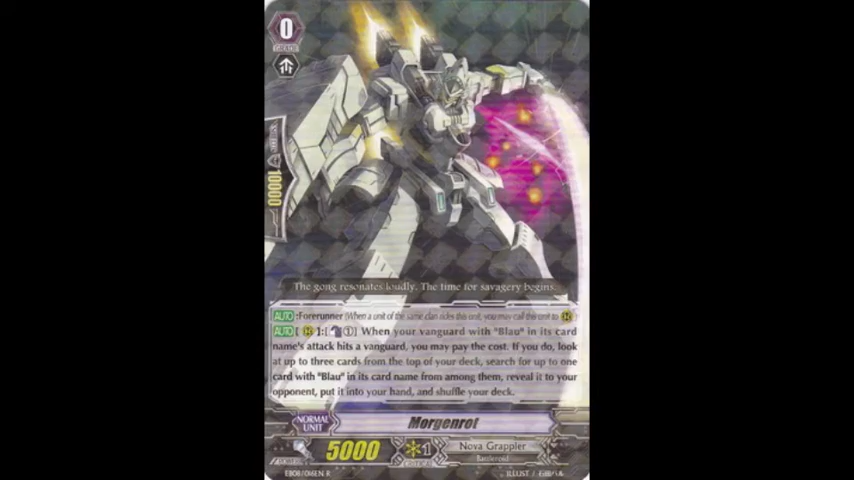 0
GRADE
10000
The gong resonates loudly. The time for savagery begins.
AUTO :Forerunner (When a unit of the same clan rides this unit, you may call this unit to R)
AUTO [R]:[1] When your vanguard with "Blau" in its card
name's attack hits a vanguard, you may pay the cost. If you do, look
at up to three cards from the top of your deck, search for up to one
card with "Blau" in its card name from among them, reveal it to your
opponent, put it into your hand, and shuffle your deck.
NORMAL
UNIT
Morgenrot
5000
1
CRITICAL
Nova Grappler
Battleroid
EB08/016EN R
ILLUST